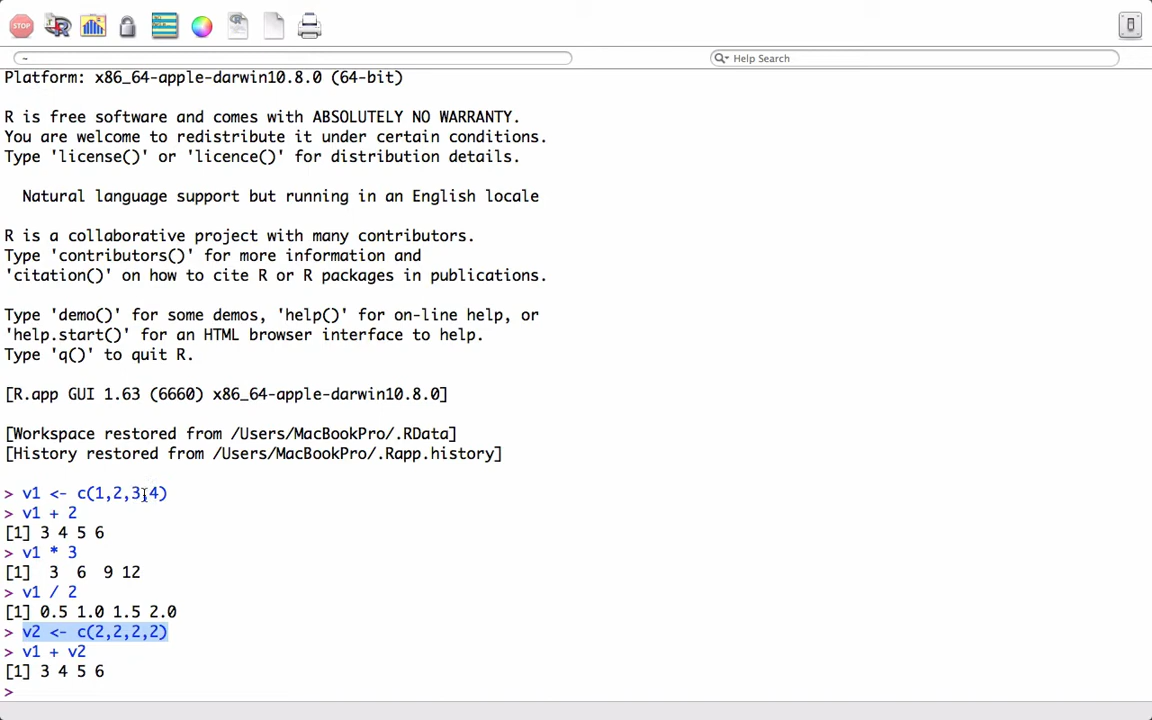 STOP
~
Help Search
Platform: x86_64-apple-darwin10.8.0 (64-bit)
R is free software and comes with ABSOLUTELY NO WARRANTY.
You are welcome to redistribute it under certain conditions.
Type 'license()' or 'licence()' for distribution details.
Natural language support but running in an English locale
R is a collaborative project with many contributors.
Type 'contributors()' for more information and
'citation()' on how to cite R or R packages in publications.
Type 'demo()' for some demos, 'help()' for on-line help, or
'help.start()' for an HTML browser interface to help.
Type 'q()' to quit R.
[R.app GUI 1.63 (6660) x86_64-apple-darwin10.8.0]
[Workspace restored from /Users/MacBookPro/.RData]
[History restored from /Users/MacBookPro/.Rapp.history]
> v1 <- c(1,2,3,4)
> v1 + 2
[1] 3 4 5 6
> v1 * 3
[1]  3  6  9 12
> v1 / 2
[1] 0.5 1.0 1.5 2.0
> v2 <- c(2,2,2,2)
> v1 + v2
[1] 3 4 5 6
>